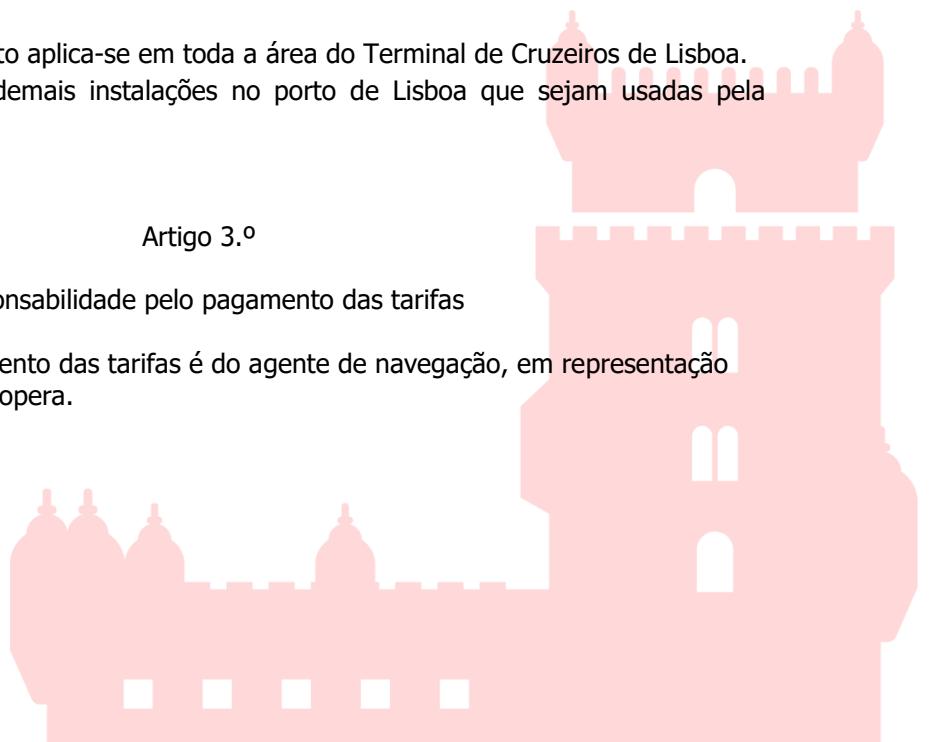 to aplica-se em toda a área do Terminal de Cruzeiros de Lisboa.
demais instalações no porto de Lisboa que sejam usadas pela
Artigo 3.º
onsabilidade pelo pagamento das tarifas
ento das tarifas é do agente de navegação, em representação
opera.